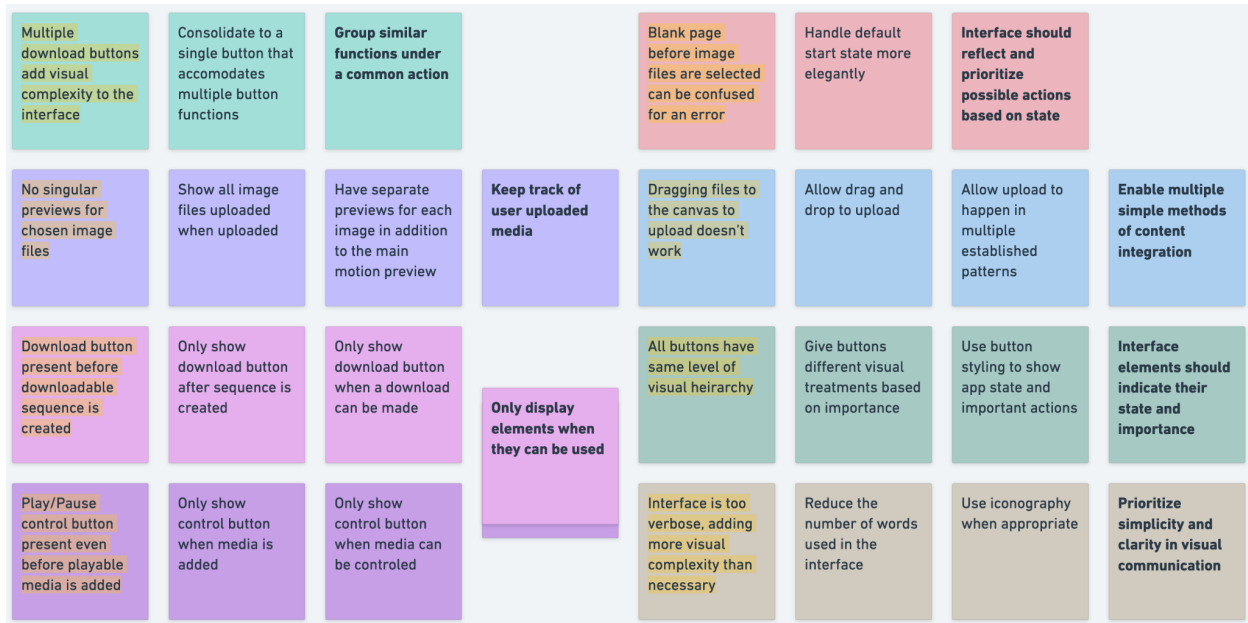 Multiple
download buttons
add visual
complexity to the
interface
Consolidate to a
single button that
accomodates
multiple button
functions
Group similar
functions under
a common action
Blank page
before image
files are selected
can be confused
for an error
Handle default
start state more
elegantly
Interface should
reflect and
prioritize
possible actions
based on state
No singular
previews for
chosen image
files
Show all image
files uploaded
when uploaded
Have separate
previews for each
image in addition
to the main
motion preview
Keep track of
user uploaded
media
Dragging files to
the canvas to
upload doesn't
work
Allow drag and
drop to upload
Allow upload to
happen in
multiple
established
patterns
Enable multiple
simple methods
of content
integration
Download button
present before
downloadable
sequence is
created
Only show
download button
after sequence is
created
Only show
download button
when a download
can be made
Only display
elements when
they can be used
All buttons have
same level of
visual heirarchy
Give buttons
different visual
treatments based
on importance
Use button
styling to show
app state and
important actions
Interface
elements should
indicate their
state and
importance
Play/Pause
control button
present even
before playable
media is added
Only show
control button
when media is
added
Only show
control button
when media can
be controled
Interface is too
verbose, adding
more visual
complexity than
necessary
Reduce the
number of words
used in the
interface
Use iconography
when appropriate
Prioritize
simplicity and
clarity in visual
communication